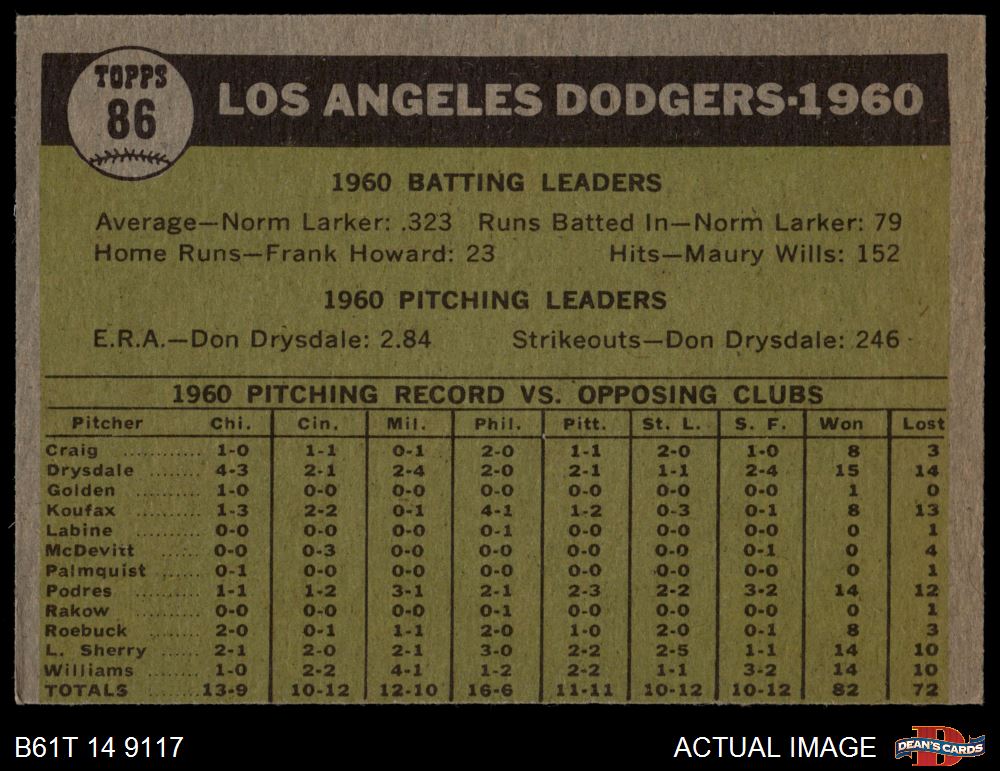 TOPPS
86
LOS ANGELES DODGERS-1960
1960 BATTING LEADERS
Average—Norm Larker: .323 Runs Batted In—Norm Larker: 79
Home Runs—Frank Howard: 23 Hits—Maury Wills: 152
1960 PITCHING LEADERS
E.R.A.—Don Drysdale: 2.84 Strikeouts—Don Drysdale: 246
1960 PITCHING RECORD VS. OPPOSING CLUBS
Pitcher Chi. Cin. Mil. Phil. Pitt. St. L. S. F. Won Lost
Craig 1-0 1-1 0-1 2-0 1-1 2-0 1-0 8 3
Drysdale 4-3 2-1 2-4 2-0 2-1 1-1 2-4 15 14
Golden 1-0 0-0 0-0 0-0 0-0 0-0 0-0 1 0
Koufax 1-3 2-2 0-1 4-1 1-2 0-3 0-1 8 13
Labine 0-0 0-0 0-0 0-1 0-0 0-0 0-0 0 1
McDevitt 0-0 0-3 0-0 0-0 0-0 0-0 0-1 0 4
Palmquist 0-1 0-0 0-0 0-0 0-0 0-0 0-0 0 1
Podres 1-1 1-2 3-1 2-1 2-3 2-2 3-2 14 12
Rakow 0-0 0-0 0-0 0-1 0-0 0-0 0-0 0 1
Roebuck 2-0 0-1 1-1 2-0 1-0 2-0 0-1 8 3
L. Sherry 2-1 2-0 2-1 3-0 2-2 2-5 1-1 14 10
Williams 1-0 2-2 4-1 1-2 2-2 1-1 3-2 14 10
TOTALS 13-9 10-12 12-10 16-6 11-11 10-12 10-12 82 72
B61T 14 9117 ACTUAL IMAGE DEAN'S CARDS